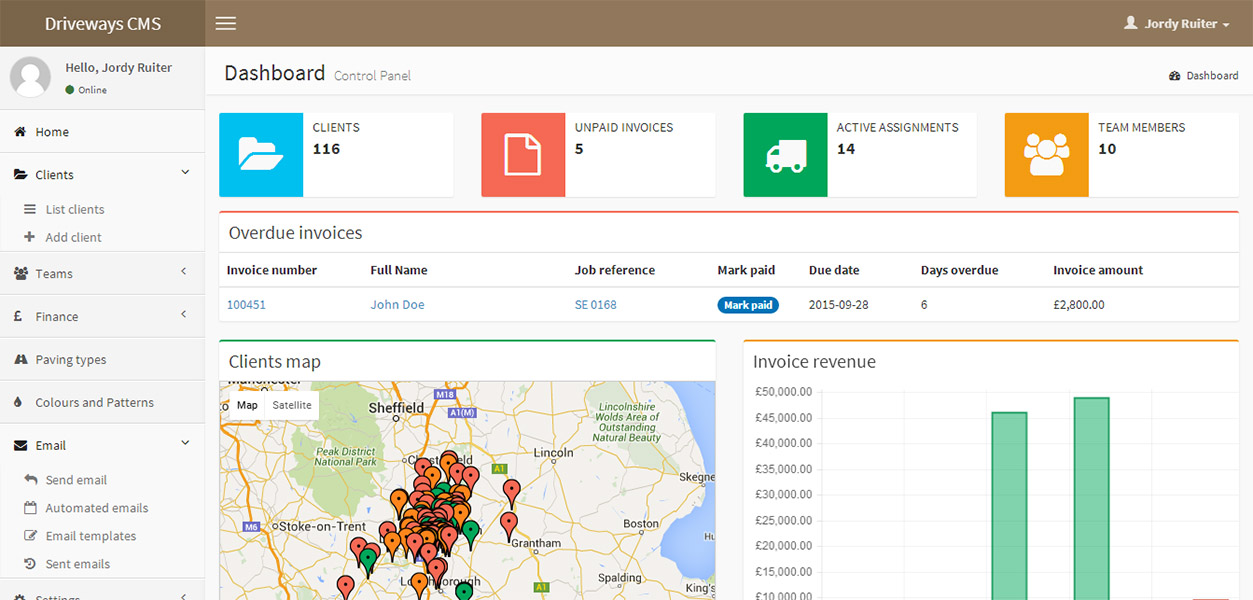 Driveways CMS
Jordy Ruiter
Hello, Jordy Ruiter
Online
Home
Clients
List clients
Add client
Teams
Finance
Paving types
Colours and Patterns
Email
Send email
Automated emails
Email templates
Sent emails
Settings
Dashboard Control Panel
Dashboard
CLIENTS
116
UNPAID INVOICES
5
ACTIVE ASSIGNMENTS
14
TEAM MEMBERS
10
Overdue invoices
Invoice number Full Name Job reference Mark paid Due date Days overdue Invoice amount
100451 John Doe SE 0168 Mark paid 2015-09-28 6 £2,800.00
Clients map
Manchester
Map Satellite
M18
A1(M)
Sheffield
Lincolnshire
Wolds Area of
Outstanding
Natural Beauty
Peak District
National Park
Lincoln
A1
M6
Stoke-on-Trent
Boston
Grantham
Spalding
A1
King's
Invoice revenue
£50,000.00
£45,000.00
£40,000.00
£35,000.00
£30,000.00
£25,000.00
£20,000.00
£15,000.00
£10,000.00